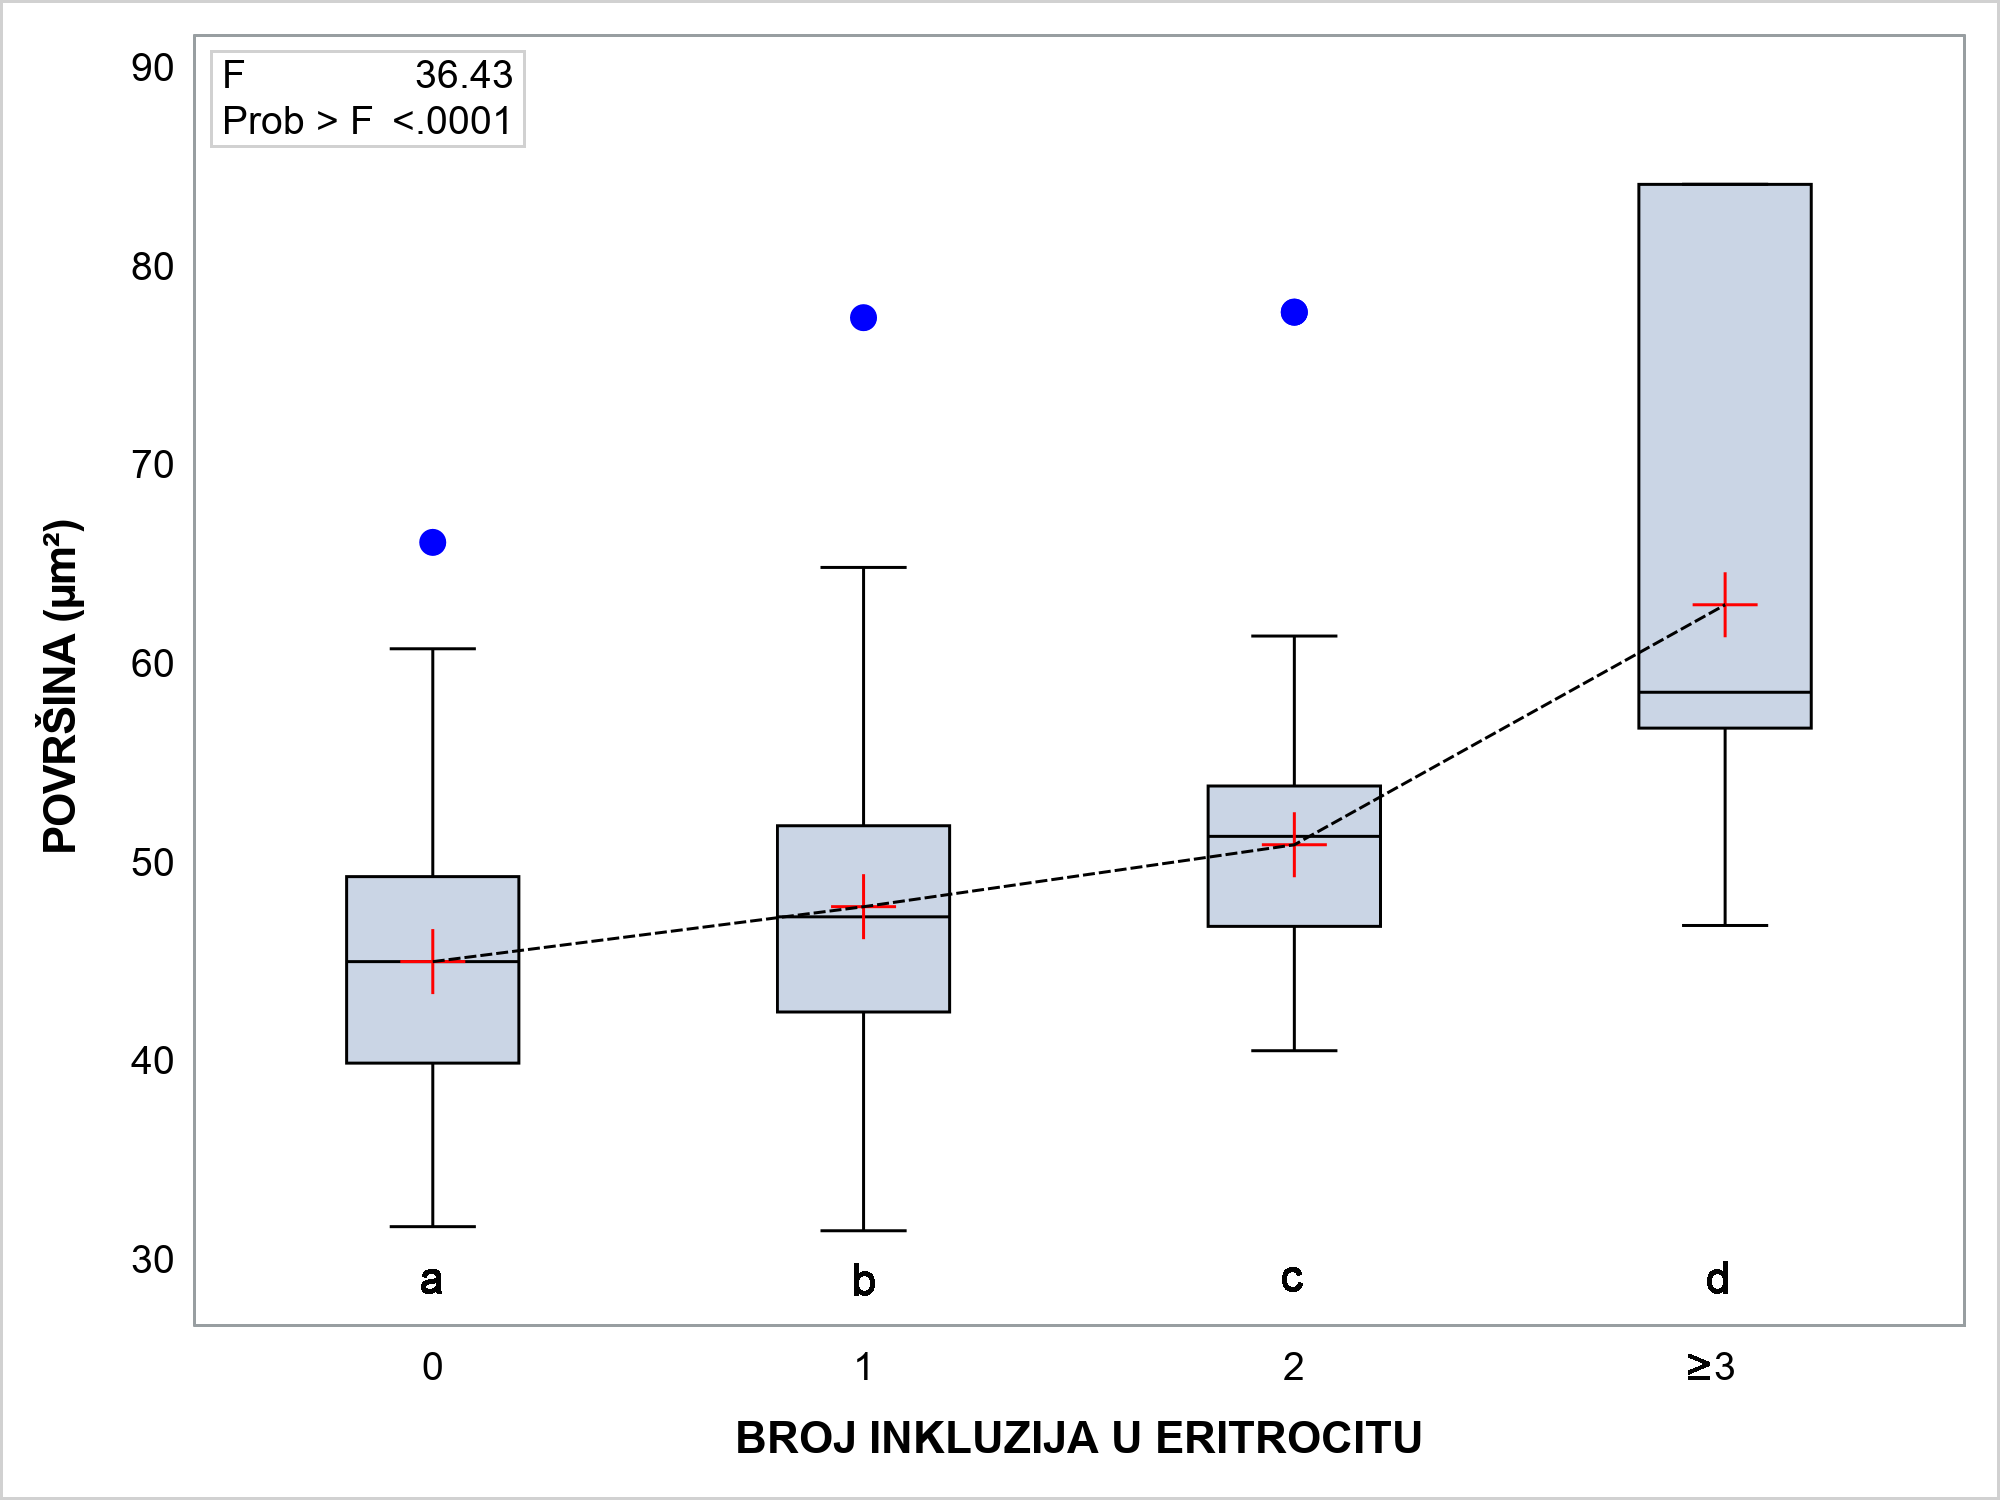 F 36.43
Prob > F <.0001
90
80
70
60
50
40
30
POVRŠINA (µm²)
a b c d
0 1 2 ≥3
BROJ INKLUZIJA U ERITROCITU